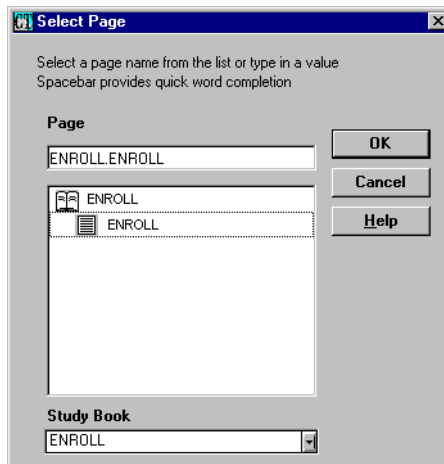 Select Page
Select a page name from the list or type in a value
Spacebar provides quick word completion
Page
ENROLL.ENROLL
OK
Cancel
Help
ENROLL
ENROLL
Study Book
ENROLL